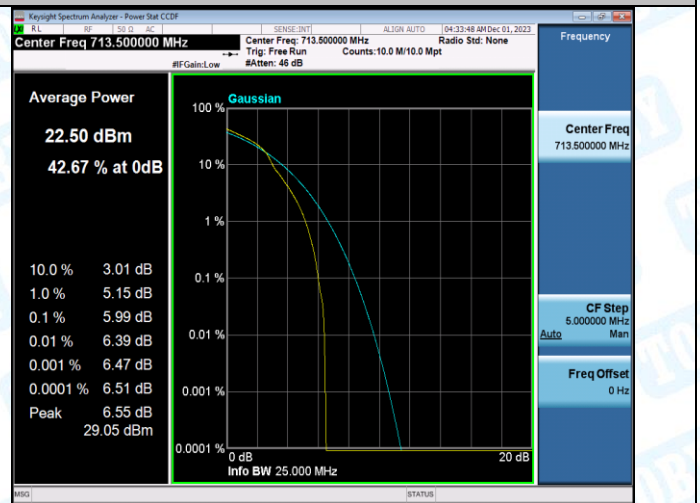 Keysight Spectrum Analyzer - Power Stat CCDF
RL RF 50 Ω AC SENSE:INT ALIGN AUTO 04:33:48 AM Dec 01, 2023
Center Freq 713.500000 MHz
Center Freq: 713.500000 MHz Radio Std: None
Trig: Free Run Counts:10.0 M/10.0 Mpt
#IFGain:Low #Atten: 46 dB
Frequency
Average Power
22.50 dBm
42.67 % at 0dB
10.0 % 3.01 dB
1.0 % 5.15 dB
0.1 % 5.99 dB
0.01 % 6.39 dB
0.001 % 6.47 dB
0.0001 % 6.51 dB
Peak 6.55 dB
29.05 dBm
Gaussian
100 %
10 %
1 %
0.1 %
0.01 %
0.001 %
0.0001 %
0 dB 20 dB
Info BW 25.000 MHz
Center Freq
713.500000 MHz
CF Step
5.000000 MHz
Auto Man
Freq Offset
0 Hz
MSG STATUS